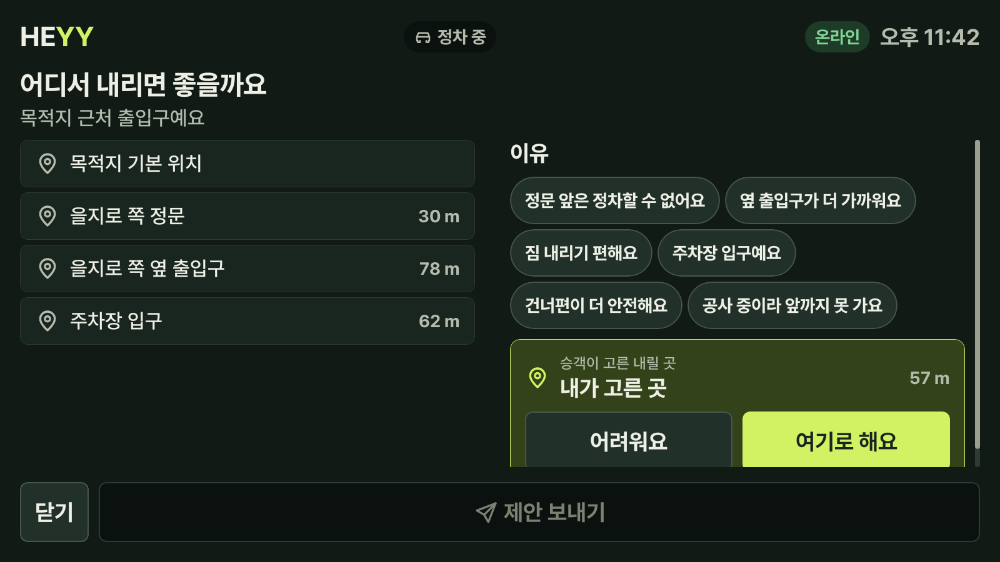 HEYY
정차 중
온라인
오후 11:42
어디서 내리면 좋을까요
목적지 근처 출입구예요
목적지 기본 위치
을지로 쪽 정문 30 m
을지로 쪽 옆 출입구 78 m
주차장 입구 62 m
이유
정문 앞은 정차할 수 없어요
옆 출입구가 더 가까워요
짐 내리기 편해요
주차장 입구예요
건너편이 더 안전해요
공사 중이라 앞까지 못 가요
승객이 고른 내릴 곳
내가 고른 곳
57 m
어려워요
여기로 해요
닫기
제안 보내기